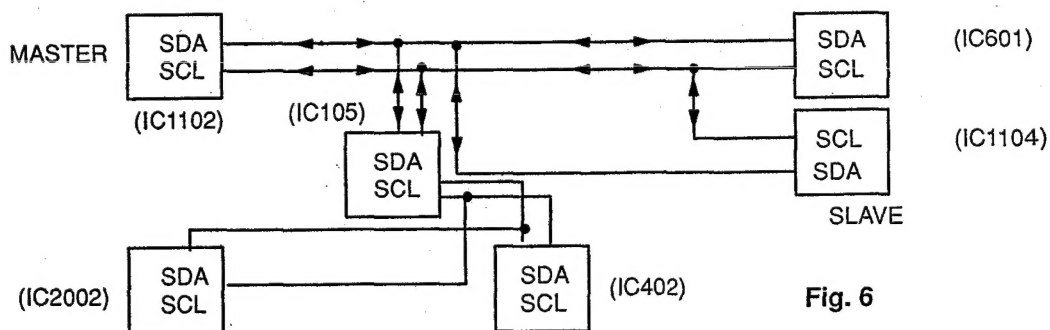 MASTER
SDA
SCL
(IC1102)
(IC105)
SDA
SCL
(IC601)
SDA
SCL
SCL
SDA
(IC1104)
SLAVE
SDA
SCL
(IC2002)
SDA
SCL
(IC402)
Fig. 6